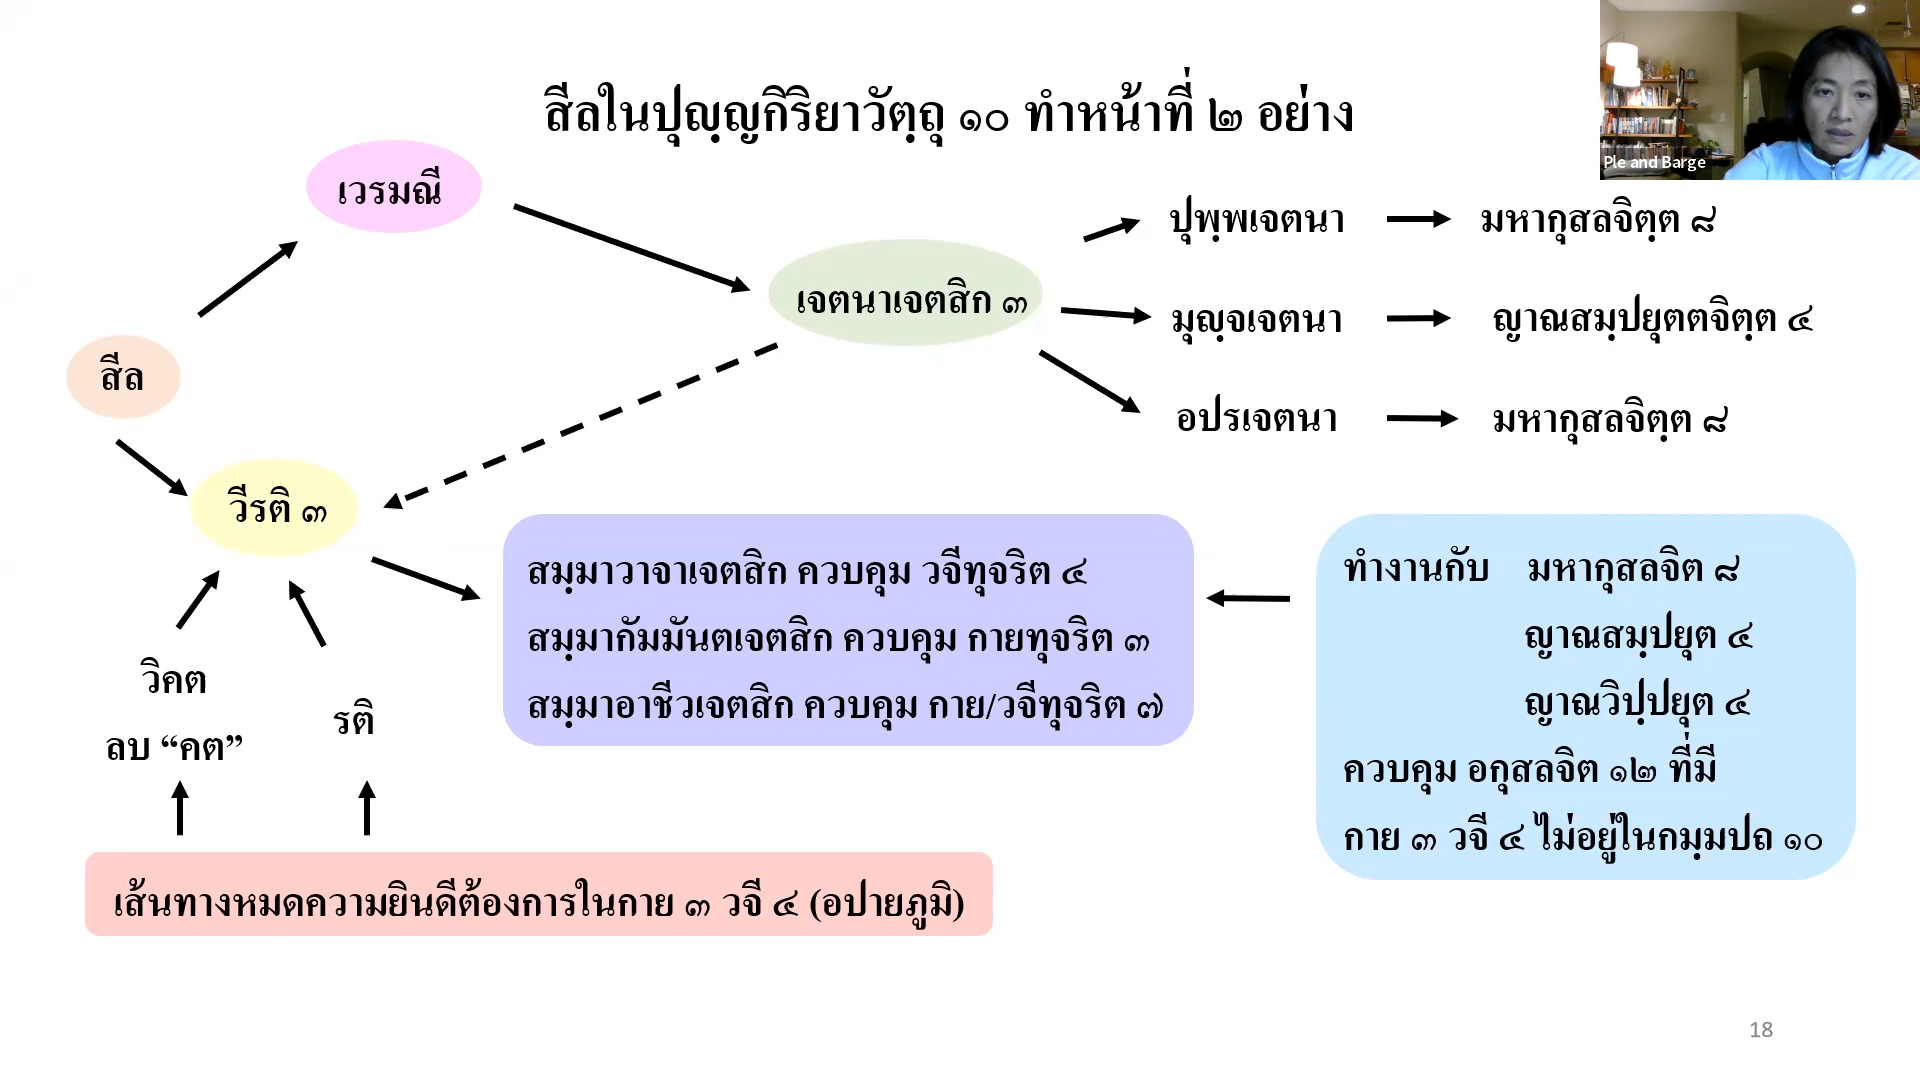 สีลในปุญฺญกิริยาวัตฺถุ ๑๐ ทำหน้าที่ ๒ อย่าง
Ple and Barge
เวรมณี
ปุพฺพเจตนา
มหากุสลจิตฺต ๘
เจตนาเจตสิก ๓
มุญฺจเจตนา
ญาณสมฺปยุตตจิตฺต ๔
สีล
อปรเจตนา
มหากุสลจิตฺต ๘
วีรติ ๓
สมฺมาวาจาเจตสิก ควบคุม วจีทุจริต ๔
สมฺมากัมมันตเจตสิก ควบคุม กายทุจริต ๓
สมฺมาอาชีวเจตสิก ควบคุม กาย/วจีทุจริต ๗
ทำงานกับ มหากุสลจิต ๘
ญาณสมฺปยุต ๔
ญาณวิปฺปยุต ๔
ควบคุม อกุสลจิต ๑๒ ที่มี
กาย ๓ วจี ๔ ไม่อยู่ในกมฺมปถ ๑๐
วิคต
ลบ “คต”
รติ
เส้นทางหมดความยินดีต้องการในกาย ๓ วจี ๔ (อปายภูมิ)
18